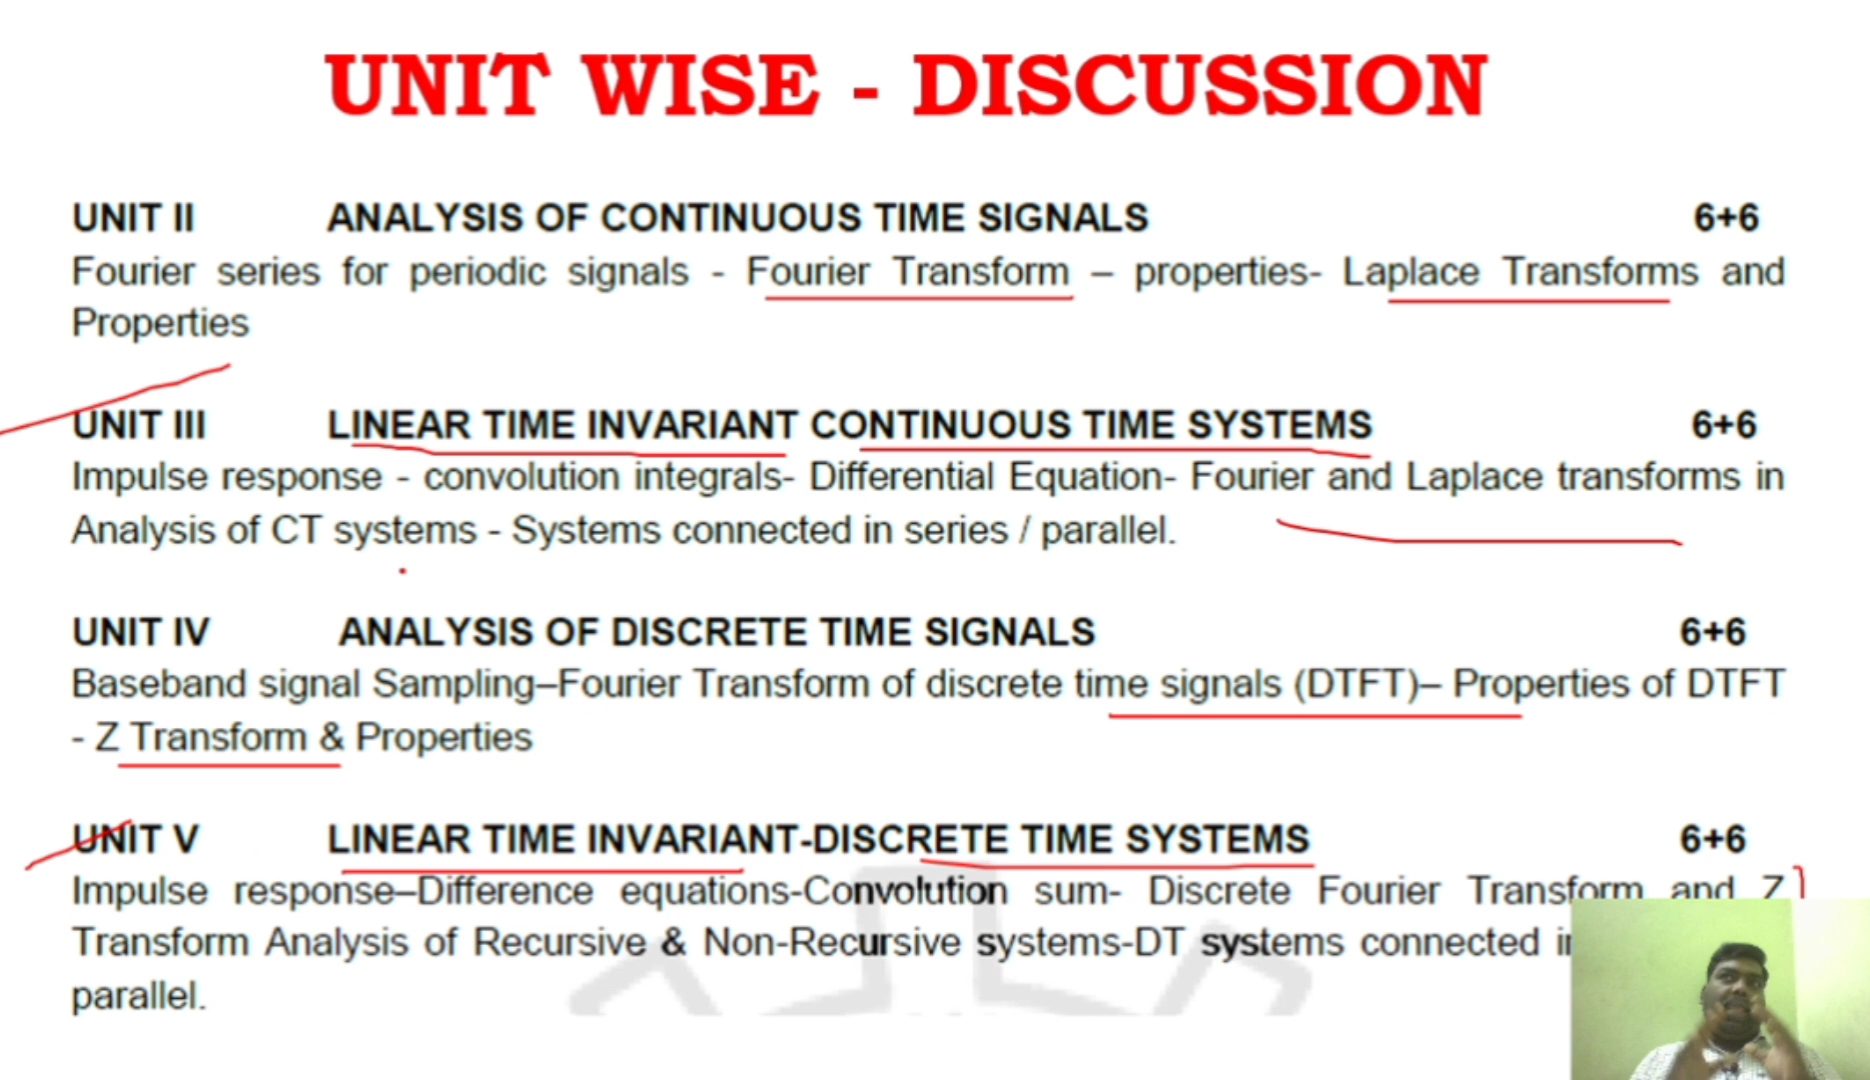 UNIT WISE - DISCUSSION
UNIT II ANALYSIS OF CONTINUOUS TIME SIGNALS 6+6
Fourier series for periodic signals - Fourier Transform – properties- Laplace Transforms and
Properties
UNIT III LINEAR TIME INVARIANT CONTINUOUS TIME SYSTEMS 6+6
Impulse response - convolution integrals- Differential Equation- Fourier and Laplace transforms in
Analysis of CT systems - Systems connected in series / parallel.
UNIT IV ANALYSIS OF DISCRETE TIME SIGNALS 6+6
Baseband signal Sampling–Fourier Transform of discrete time signals (DTFT)– Properties of DTFT
- Z Transform & Properties
UNIT V LINEAR TIME INVARIANT-DISCRETE TIME SYSTEMS 6+6
Impulse response–Difference equations-Convolution sum- Discrete Fourier Transform and Z
Transform Analysis of Recursive & Non-Recursive systems-DT systems connected
parallel.